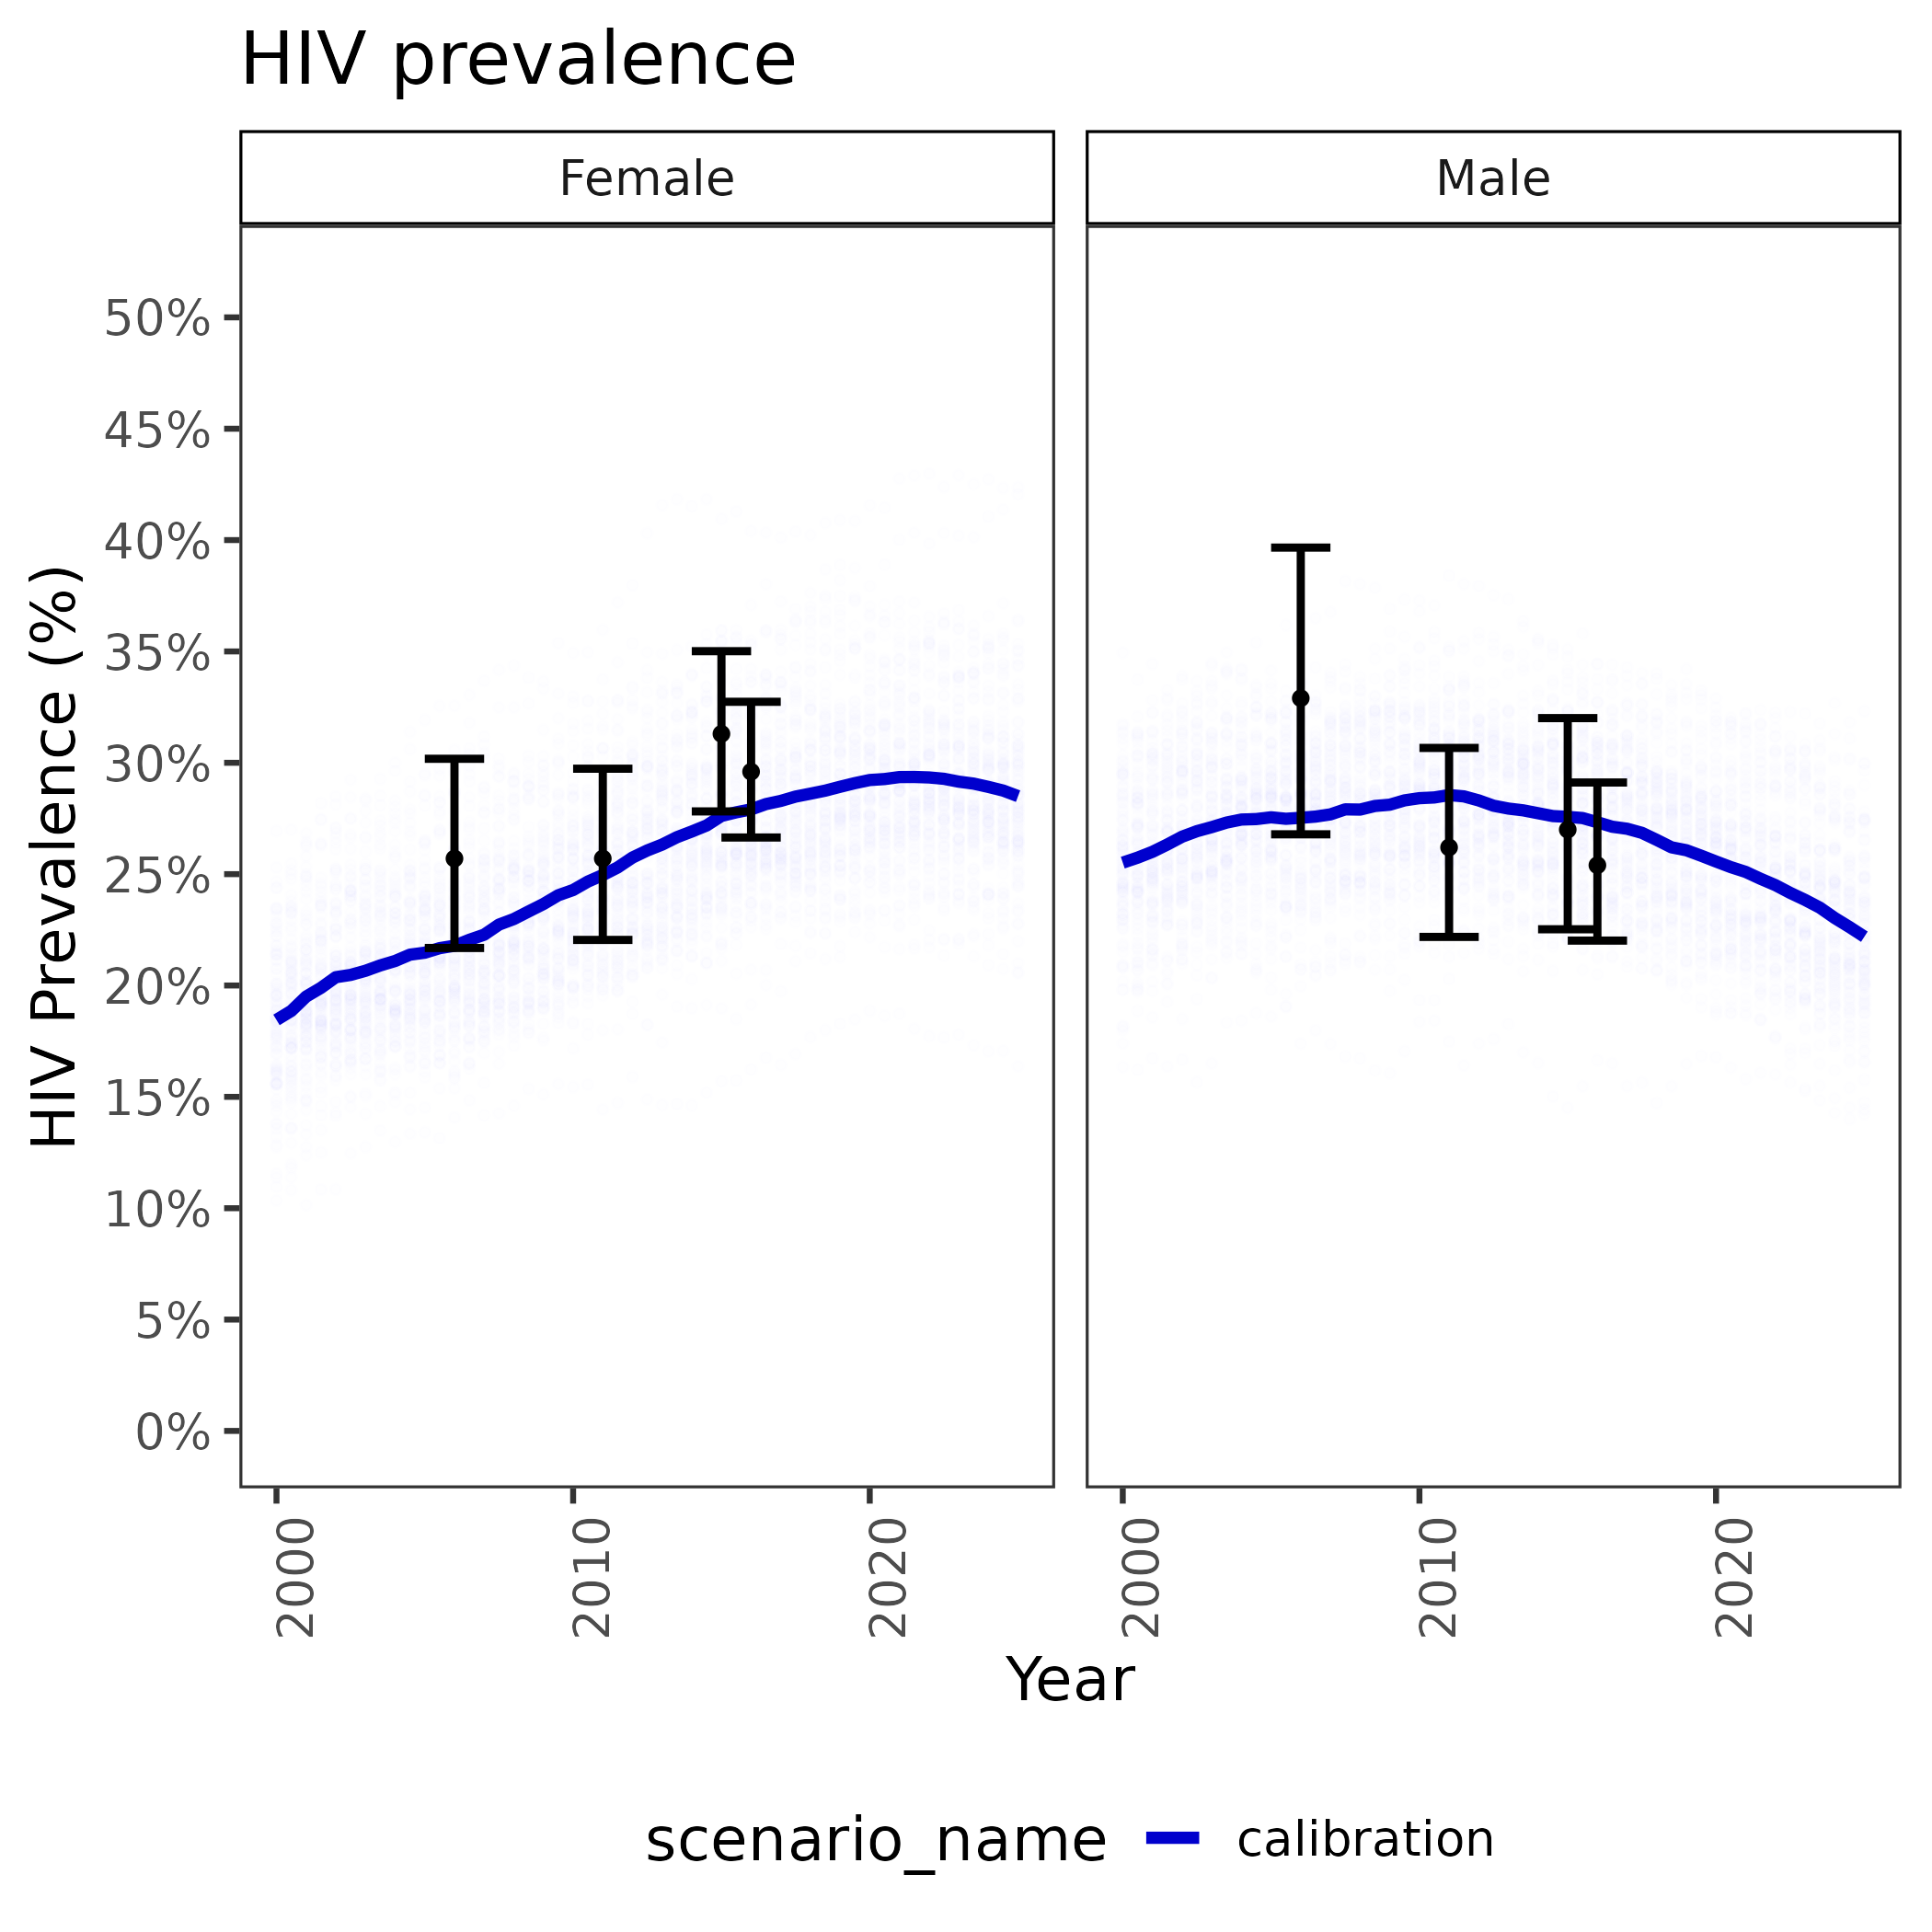 HIV prevalence
Female
Male
HIV Prevalence (%)
50%
45%
40%
35%
30%
25%
20%
15%
10%
5%
0%
2000
2010
2020
2000
2010
2020
Year
scenario_name calibration